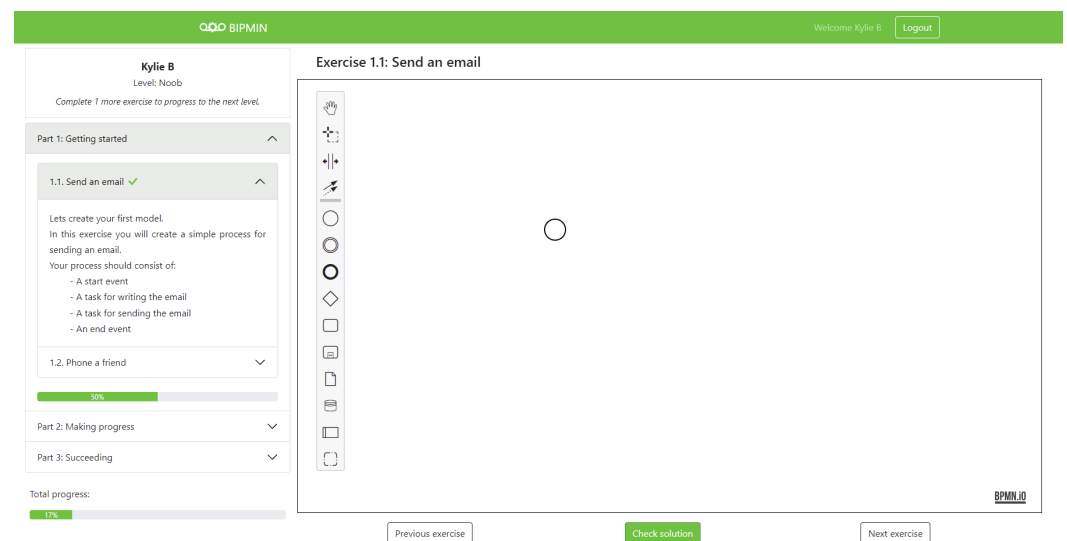 BIPMIN
Welcome Kylie B
Logout
Kylie B
Level: Noob
Complete 1 more exercise to progress to the next level.
Part 1: Getting started
1.1. Send an email
Lets create your first model.
In this exercise you will create a simple process for
sending an email.
Your process should consist of:
- A start event
- A task for writing the email
- A task for sending the email
- An end event
1.2. Phone a friend
50%
Part 2: Making progress
Part 3: Succeeding
Total progress:
17%
Exercise 1.1: Send an email
BPMN.iO
Previous exercise
Check solution
Next exercise